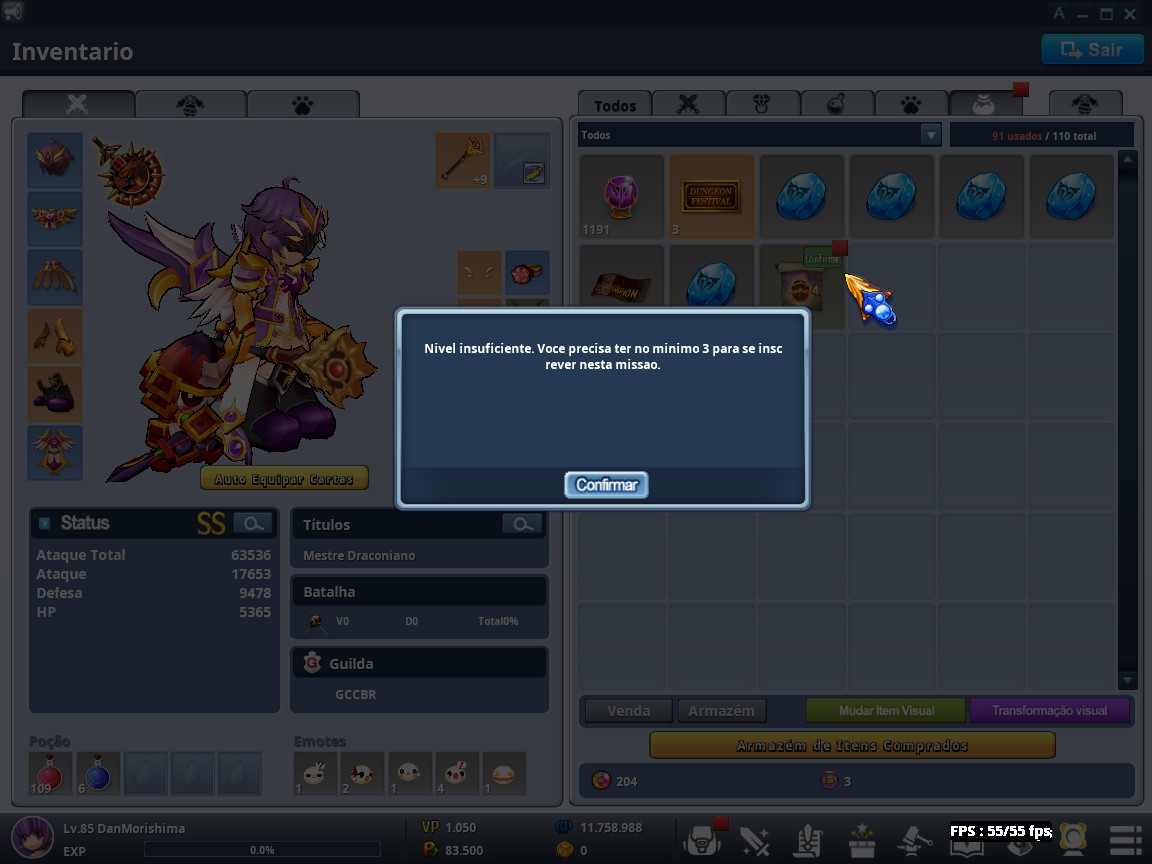 A
Inventario
Sair
Todos
Todos
91 usados / 110 total
+9
1191
DUNGEON
FESTIVAL
3
CHAMPION
Confirma
4
Nivel insuficiente. Voce precisa ter no minimo 3 para se insc
rever nesta missao.
Confirmar
Auto Equipar Cartas
Status SS
Ataque Total 63536
Ataque 17653
Defesa 9478
HP 5365
Títulos
Mestre Draconiano
Batalha
V0 D0 Total0%
G Guilda
GCCBR
Poção
109
6
Emotes
1
2
1
4
1
Venda
Armazém
Mudar Item Visual
Transformação visual
Armazém de Itens Comprados
204
3
Lv.85 DanMorishima
EXP 0.0%
VP 1.050
GP 11.758.988
83.500
0
FPS : 55/55 fps